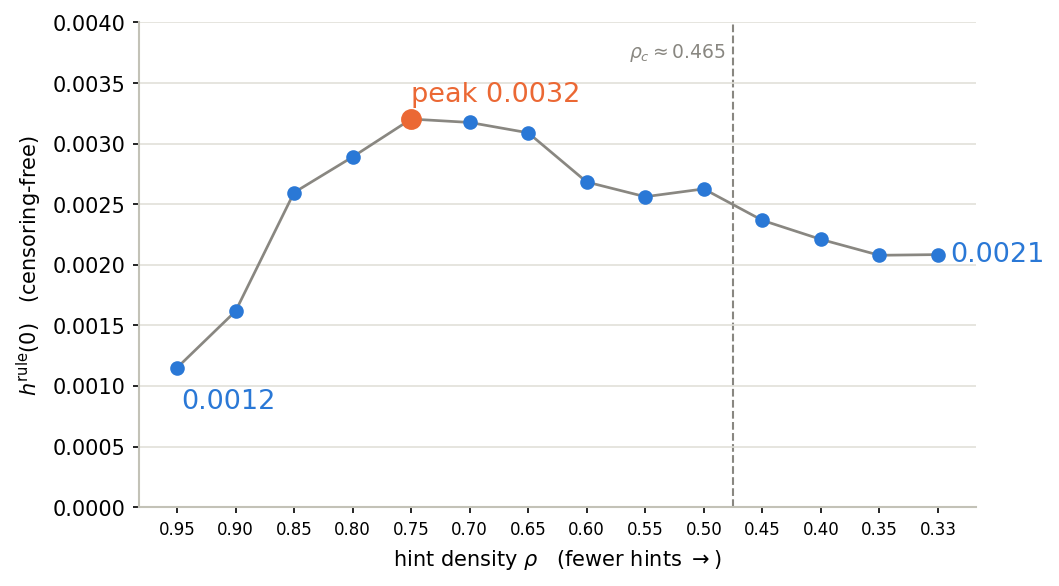 0.0040
0.0035
0.0030
0.0025
0.0020
0.0015
0.0010
0.0005
0.0000
h^rule(0) (censoring-free)
ρc ≈ 0.465
peak 0.0032
0.0021
0.0012
0.95 0.90 0.85 0.80 0.75 0.70 0.65 0.60 0.55 0.50 0.45 0.40 0.35 0.33
hint density ρ (fewer hints →)